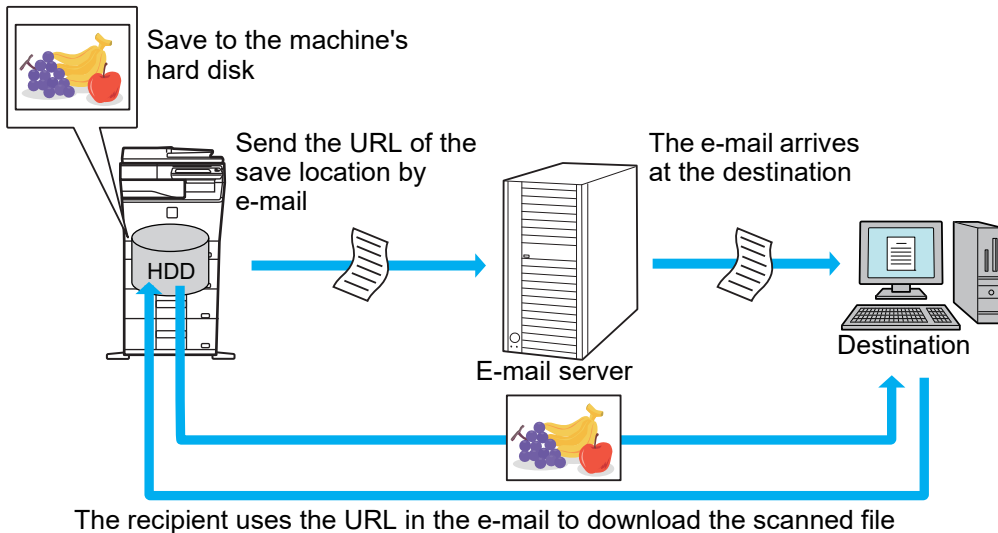 Save to the machine's
hard disk
Send the URL of the
save location by
e-mail
The e-mail arrives
at the destination
HDD
E-mail server
Destination
The recipient uses the URL in the e-mail to download the scanned file